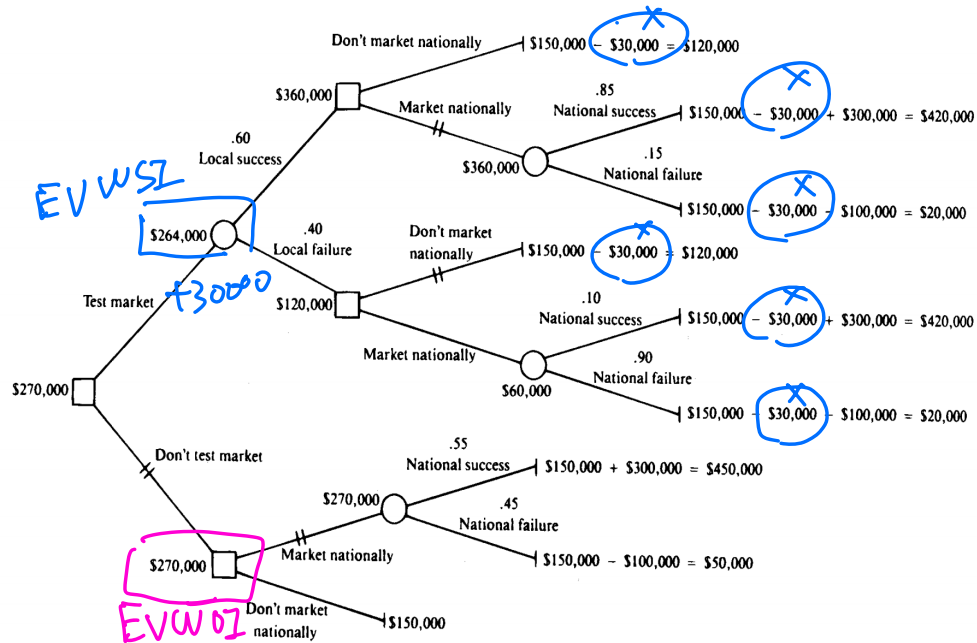 Don't market nationally
$150,000 – $30,000 = $120,000
X
$360,000
Market nationally
.85
National success
$150,000 – $30,000 + $300,000 = $420,000
X
.60
Local success
$360,000
.15
National failure
$150,000 – $30,000 – $100,000 = $20,000
X
EVWSI
$264,000
.40
Local failure
Don't market
nationally
$150,000 – $30,000 = $120,000
X
Test market
+30000
$120,000
.10
National success
$150,000 – $30,000 + $300,000 = $420,000
X
Market nationally
.90
National failure
$60,000
$150,000 – $30,000 – $100,000 = $20,000
X
$270,000
Don't test market
.55
National success
$150,000 + $300,000 = $450,000
$270,000
.45
National failure
Market nationally
$150,000 – $100,000 = $50,000
$270,000
EVWOI
Don't market
nationally
$150,000